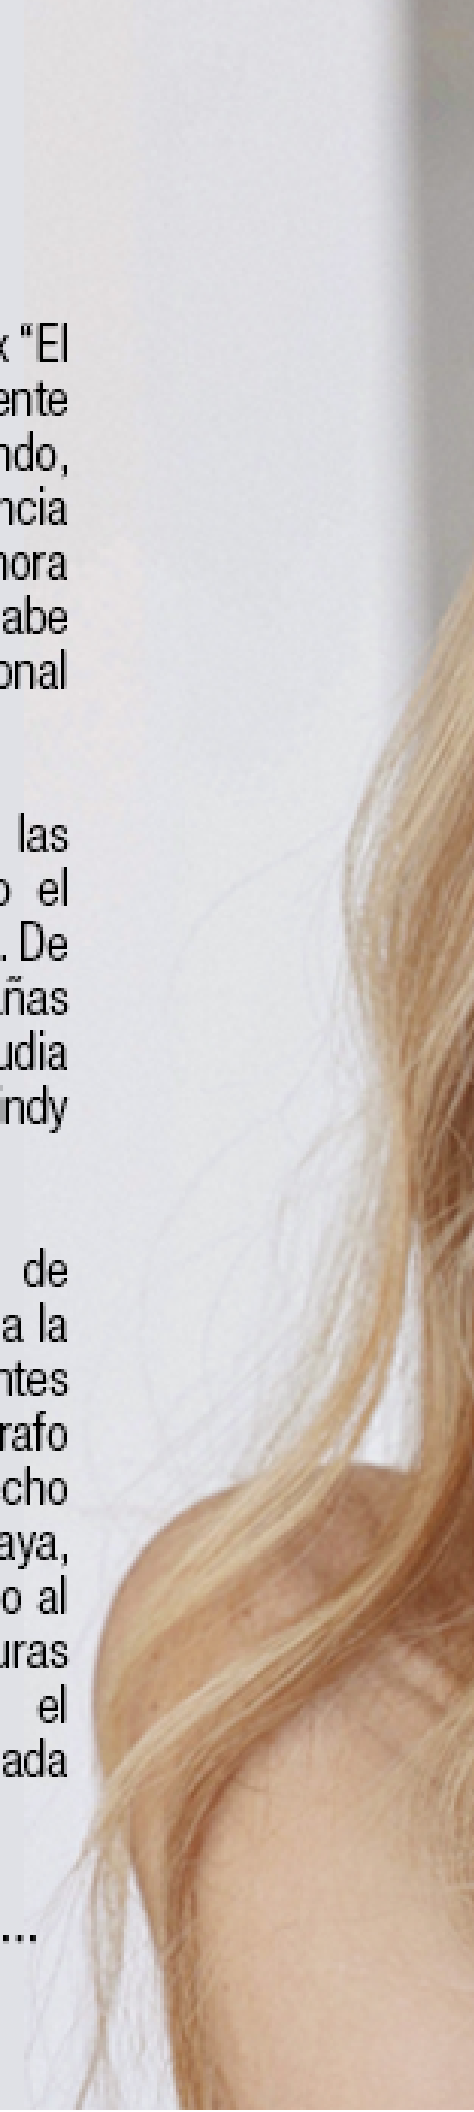 x “El
ente
ndo,
ncia
hora
abe
onal
las
o el
. De
añas
udia
indy
de
a la
ntes
rafo
cho
aya,
o al
uras
el
ada
...